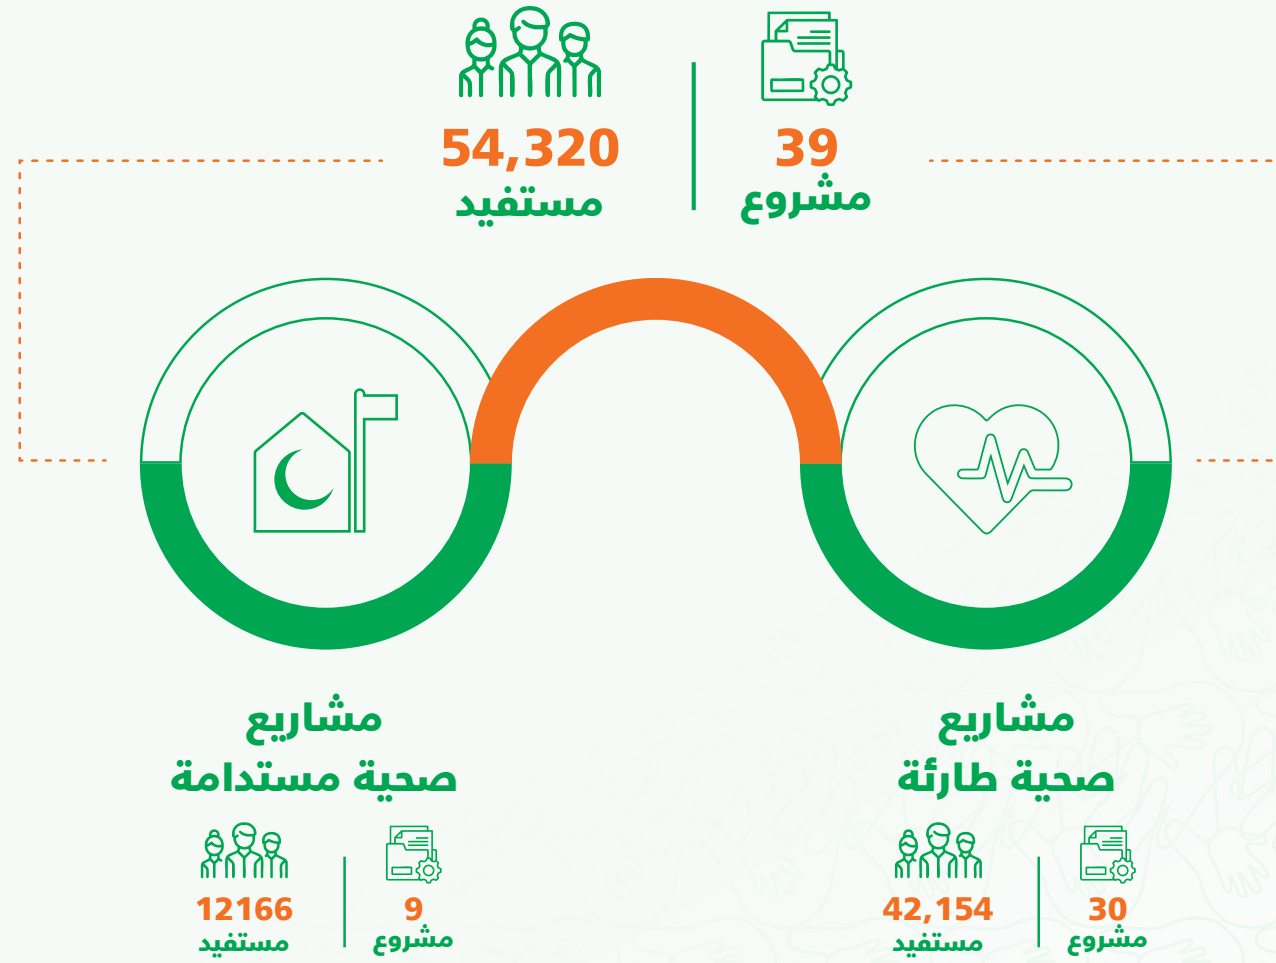 39
مشروع
54,320
مستفيد
مشاريع
صحية طارئة
30
مشروع
42,154
مستفيد
مشاريع
صحية مستدامة
9
مشروع
12166
مستفيد